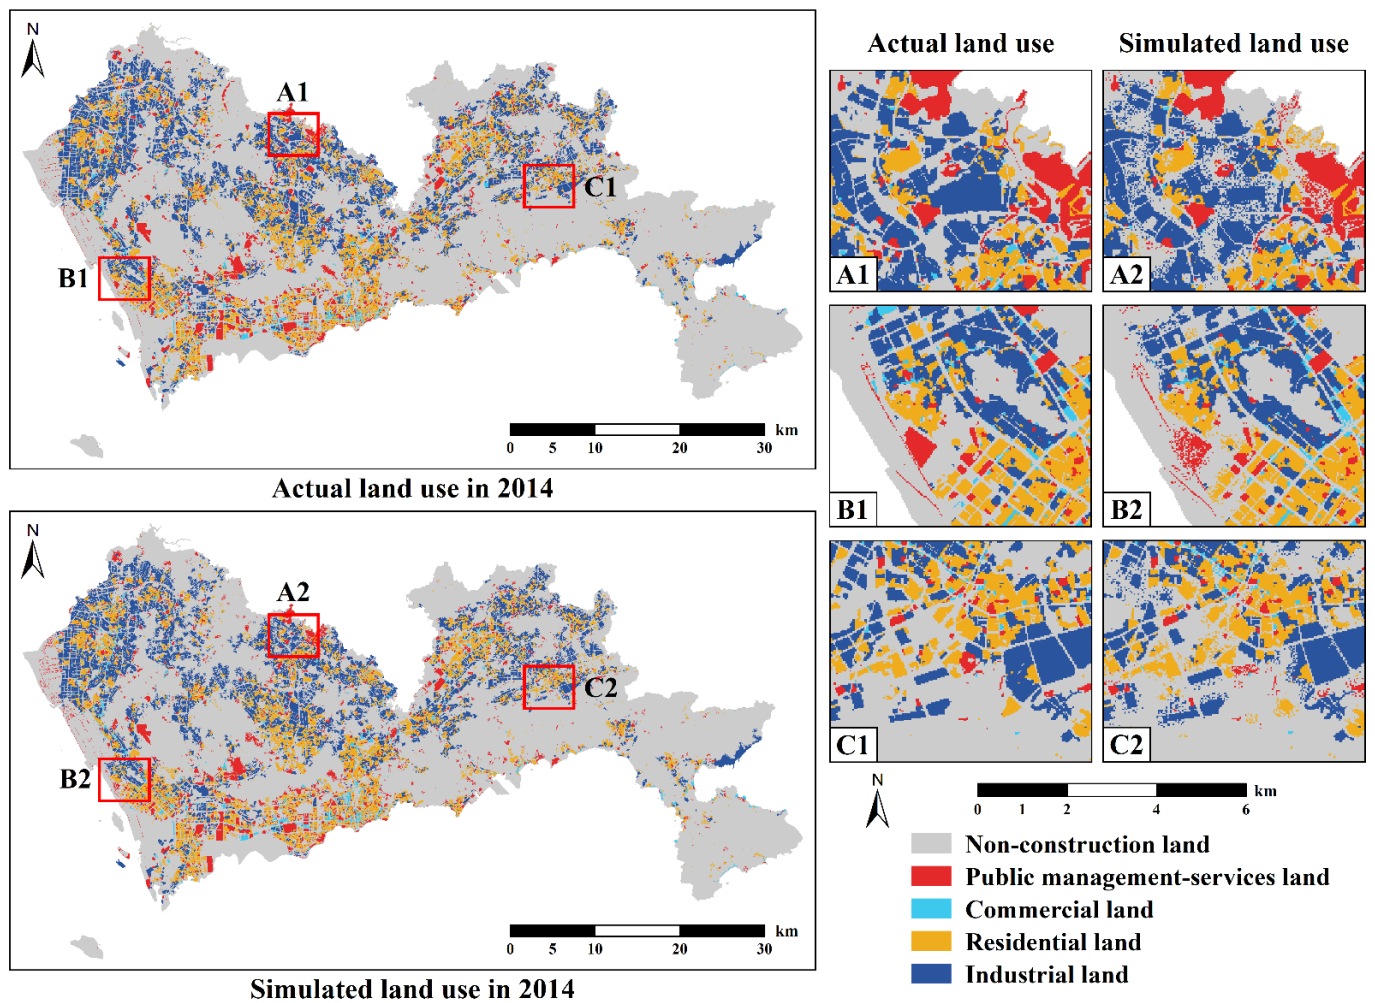 N
A1
C1
B1
km
0 5 10 20 30
Actual land use in 2014
N
A2
C2
B2
km
0 5 10 20 30
Simulated land use in 2014
Actual land use Simulated land use
A1 A2
B1 B2
C1 C2
N
km
0 1 2 4 6
Non-construction land
Public management-services land
Commercial land
Residential land
Industrial land